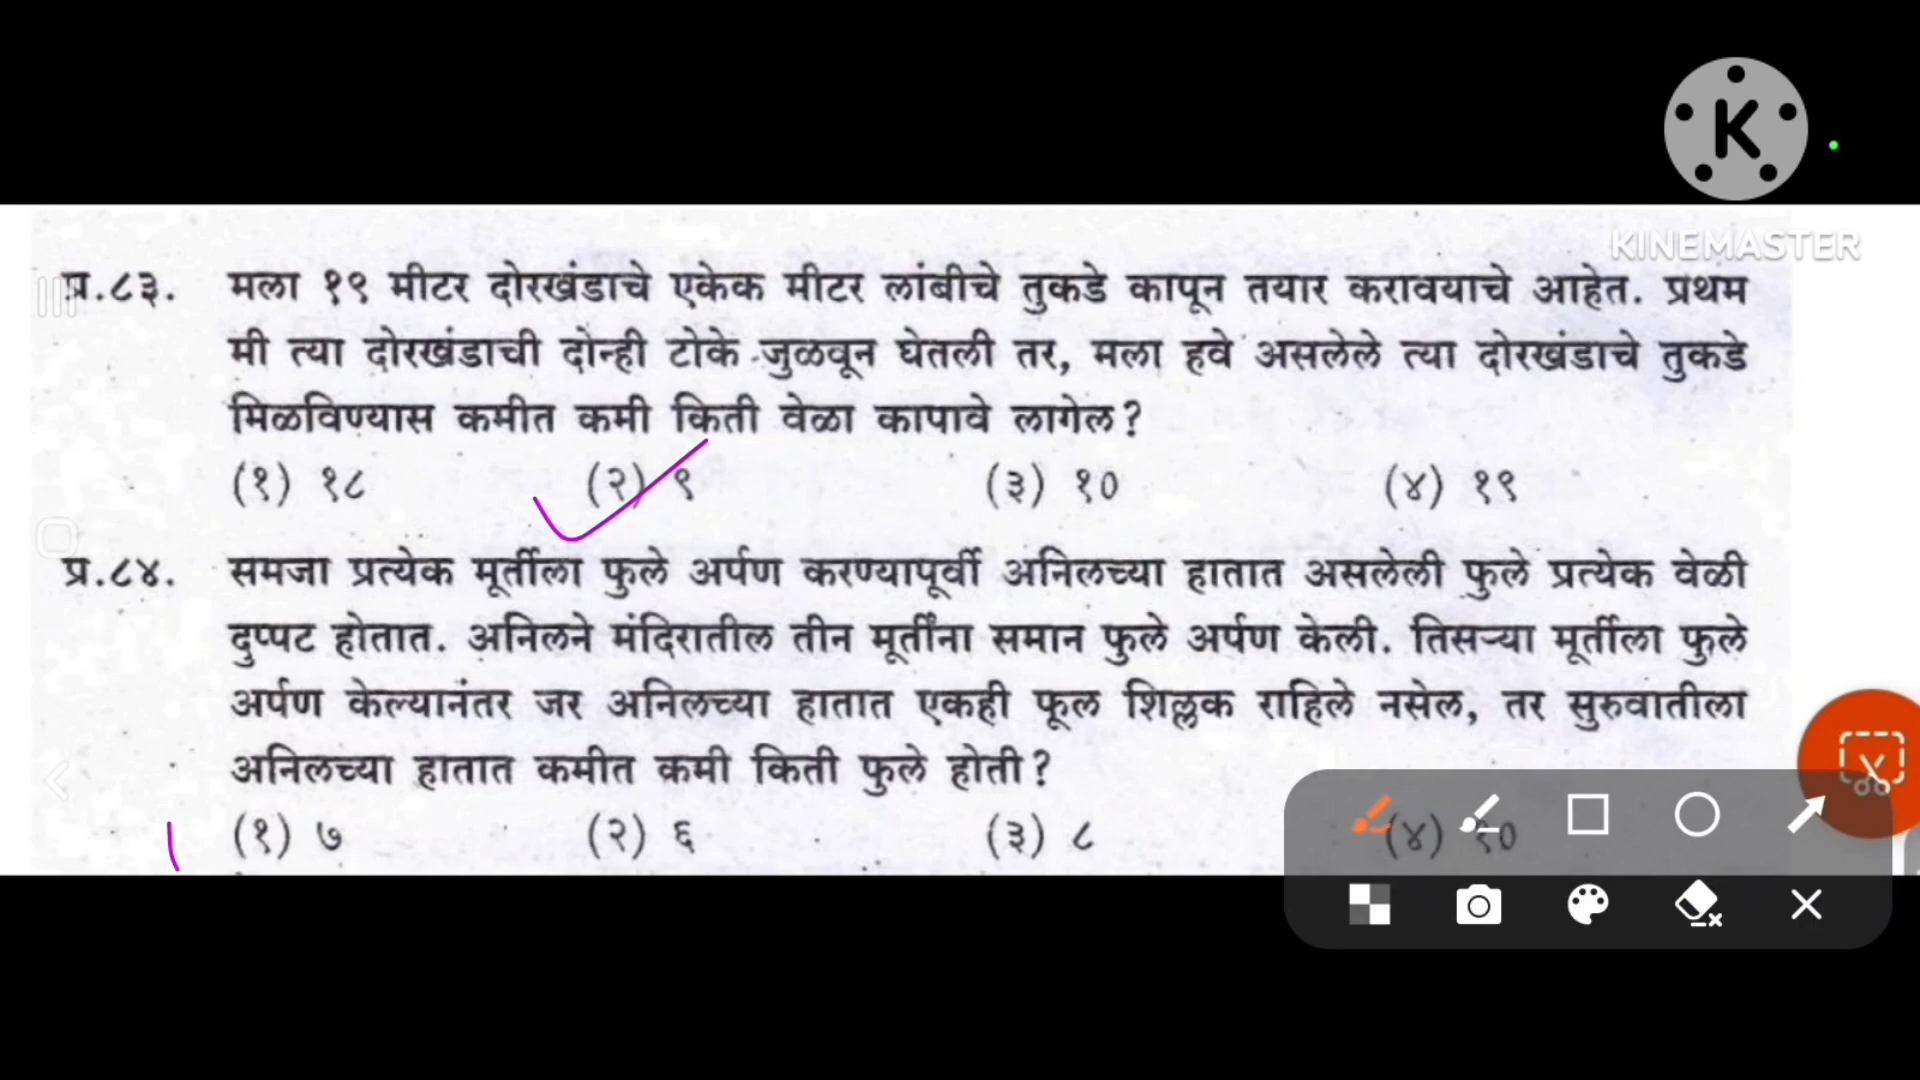 K
KINEMASTER
प्र.८३. मला १९ मीटर दोरखंडाचे एकेक मीटर लांबीचे तुकडे कापून तयार करावयाचे आहेत. प्रथम
मी त्या दोरखंडाची दोन्ही टोके जुळवून घेतली तर, मला हवे असलेले त्या दोरखंडाचे तुकडे
मिळविण्यास कमीत कमी किती वेळा कापावे लागेल?
(१) १८ (२) ९ (३) १० (४) १९
प्र.८४. समजा प्रत्येक मूर्तीला फुले अर्पण करण्यापूर्वी अनिलच्या हातात असलेली फुले प्रत्येक वेळी
दुप्पट होतात. अनिलने मंदिरातील तीन मूर्तींना समान फुले अर्पण केली. तिसऱ्या मूर्तीला फुले
अर्पण केल्यानंतर जर अनिलच्या हातात एकही फूल शिल्लक राहिले नसेल, तर सुरुवातीला
अनिलच्या हातात कमीत कमी किती फुले होती?
(१) ७ (२) ६ (३) ८ (४) १०